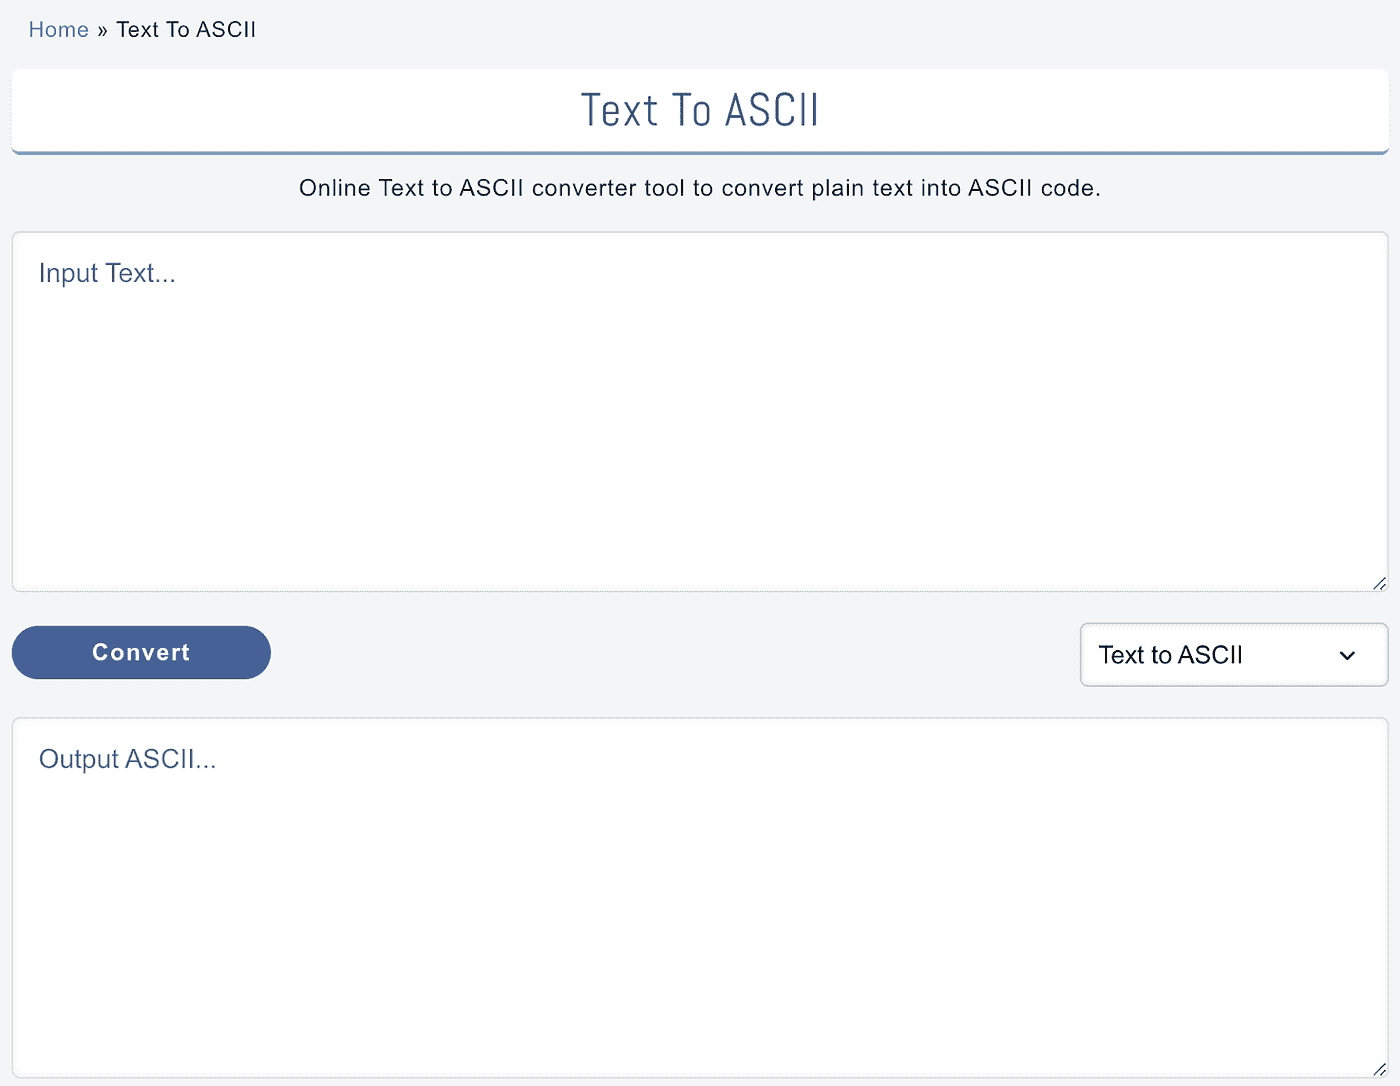 Home » Text To ASCII
Text To ASCII
Online Text to ASCII converter tool to convert plain text into ASCII code.
Input Text...
Convert
Text to ASCII
Output ASCII...